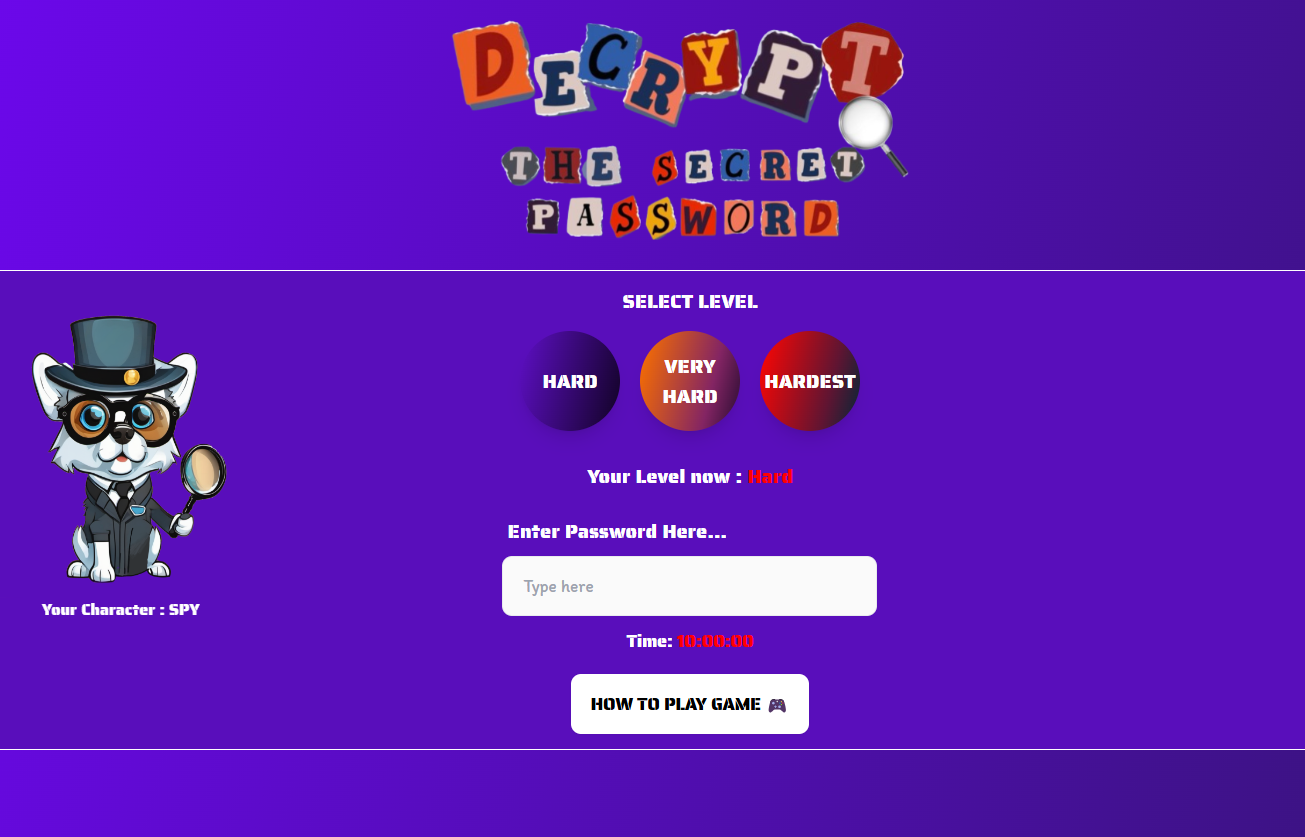 DECRYPT
THE SECRET
PASSWORD
SELECT LEVEL
HARD
VERY
HARD
HARDEST
Your Level now : Hard
Enter Password Here...
Type here
Your Character : SPY
Time: 10:00:00
HOW TO PLAY GAME 🎮